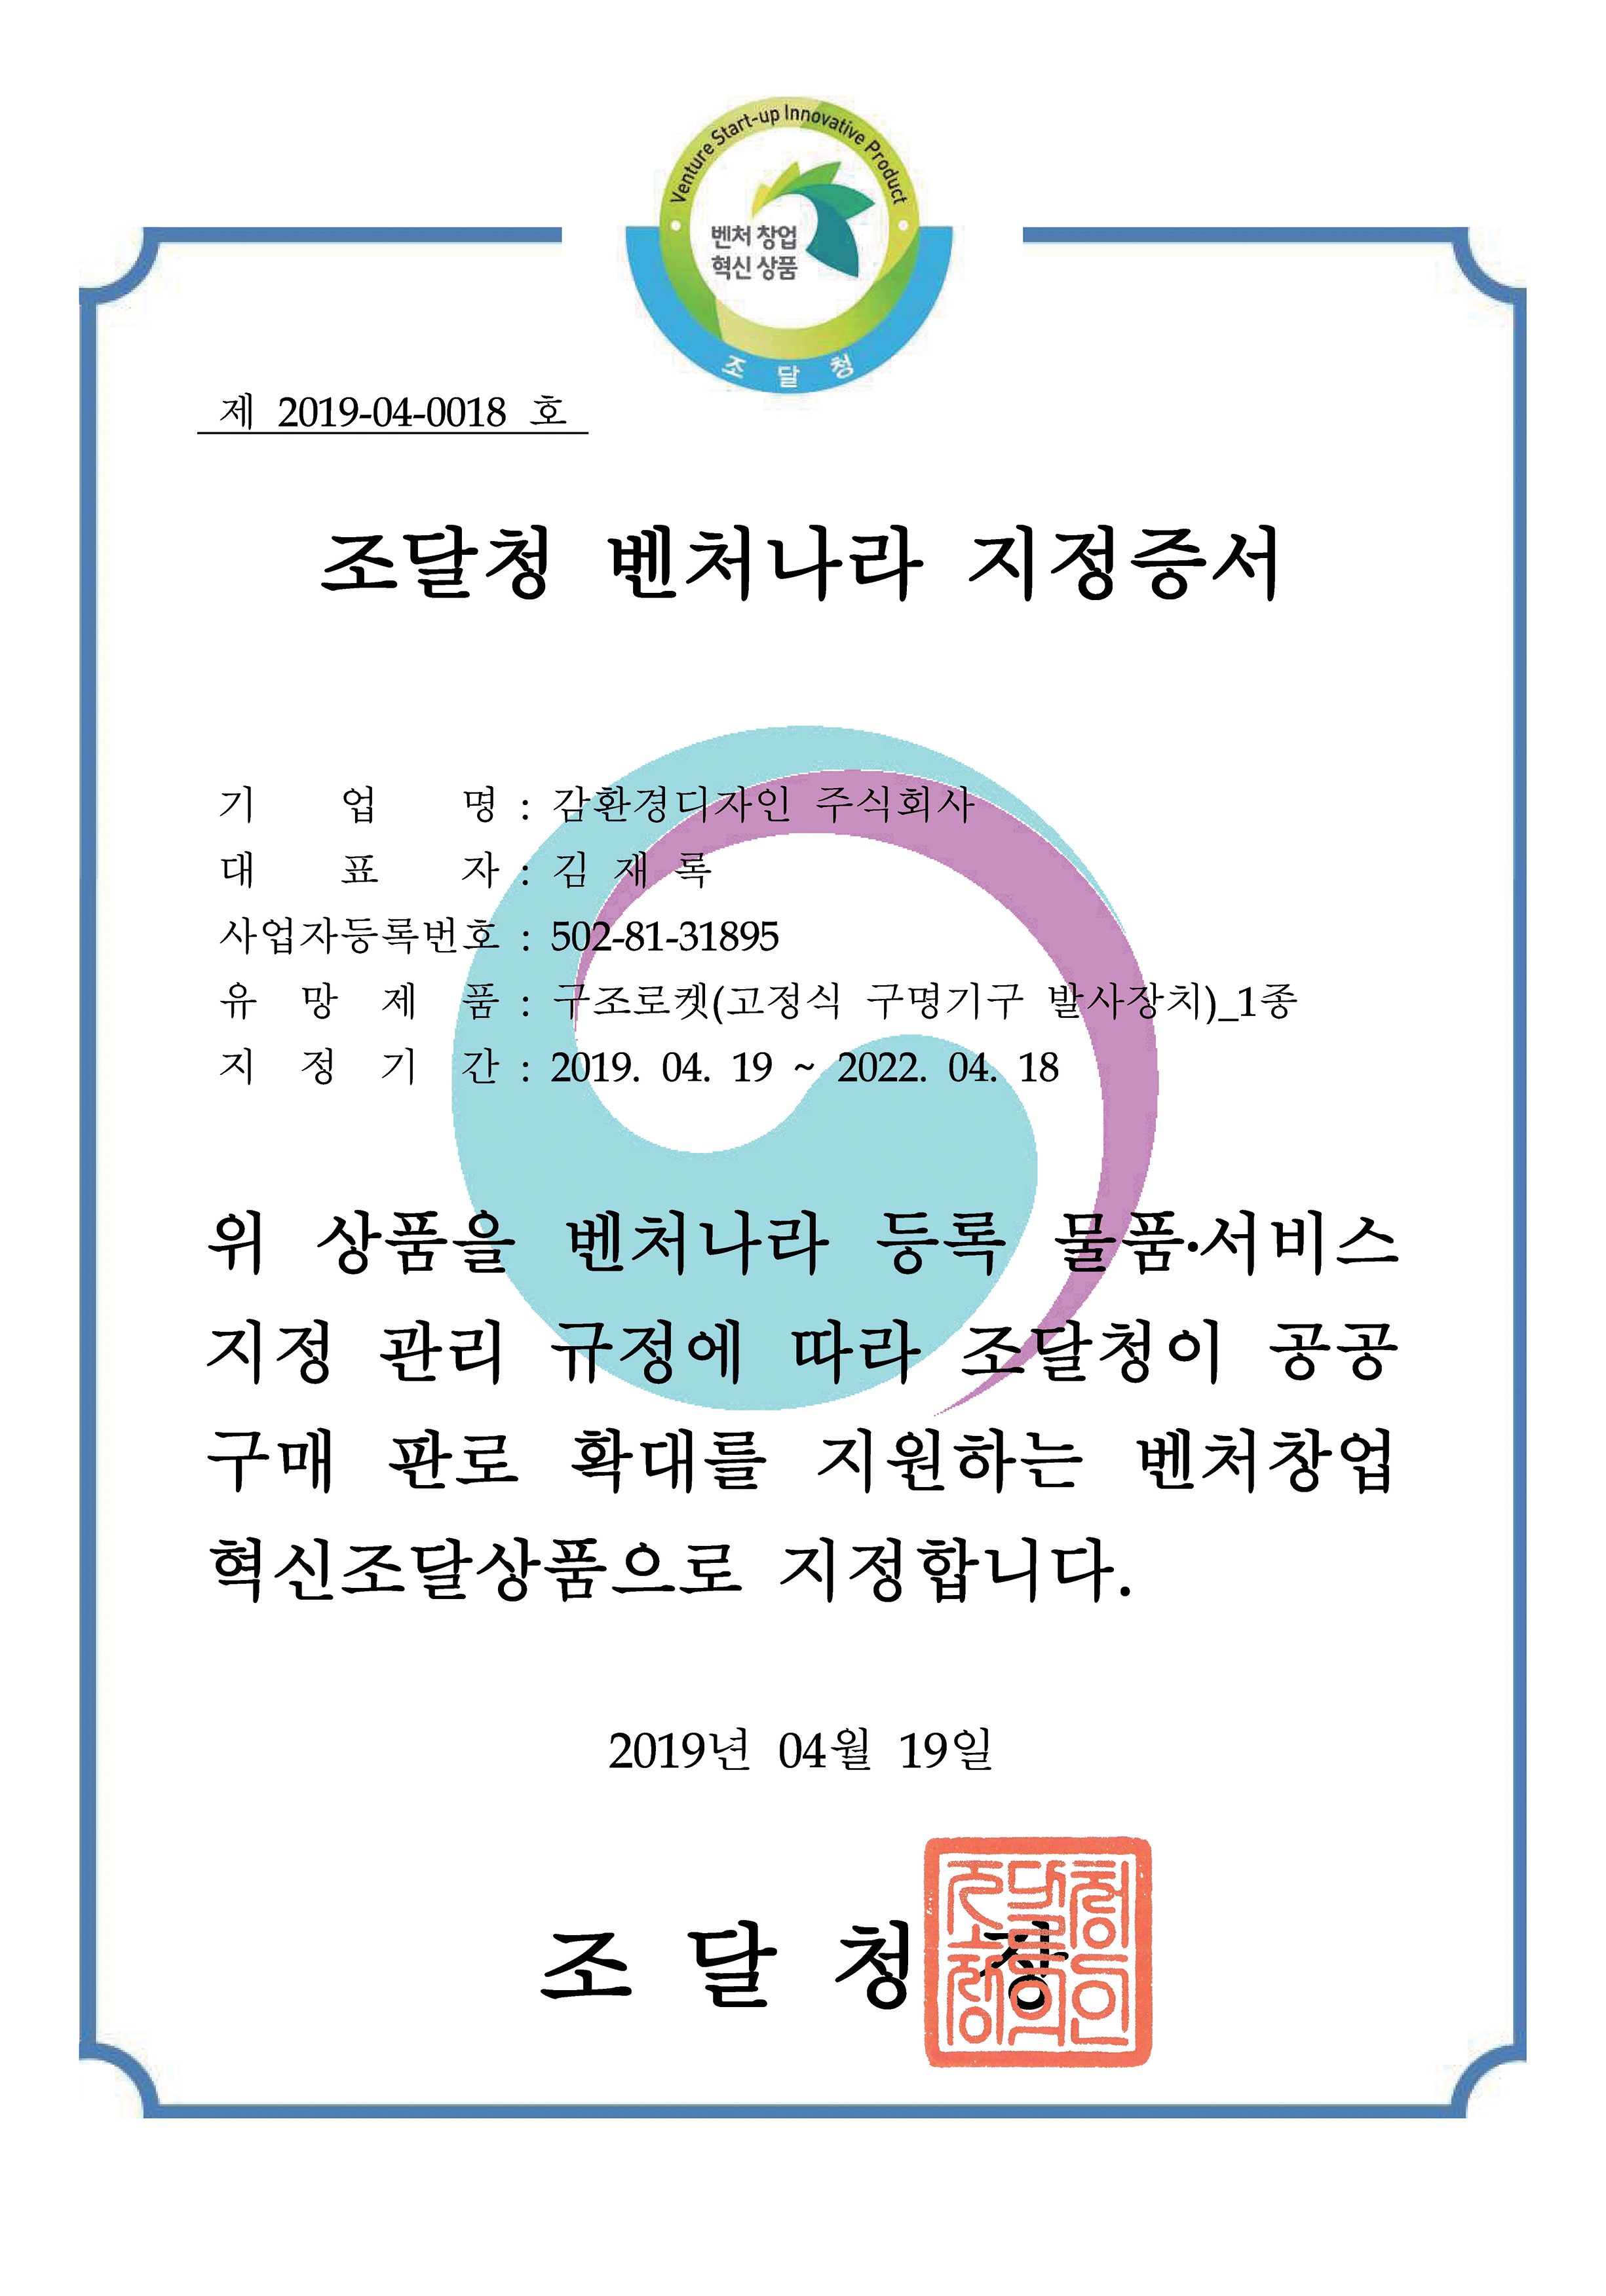 Venture Start-up Innovative Product
벤처 창업
혁신 상품
조 달 청
제 2019-04-0018 호
조달청 벤처나라 지정증서
기 업 명 : 감환경디자인 주식회사
대 표 자 : 김 재 록
사업자등록번호 : 502-81-31895
유 망 제 품 : 구조로켓(고정식 구명기구 발사장치)_1종
지 정 기 간 : 2019. 04. 19 ~ 2022. 04. 18
위 상품을 벤처나라 등록 물품·서비스
지정 관리 규정에 따라 조달청이 공공
구매 판로 확대를 지원하는 벤처창업
혁신조달상품으로 지정합니다.
2019년 04월 19일
조 달 청 장